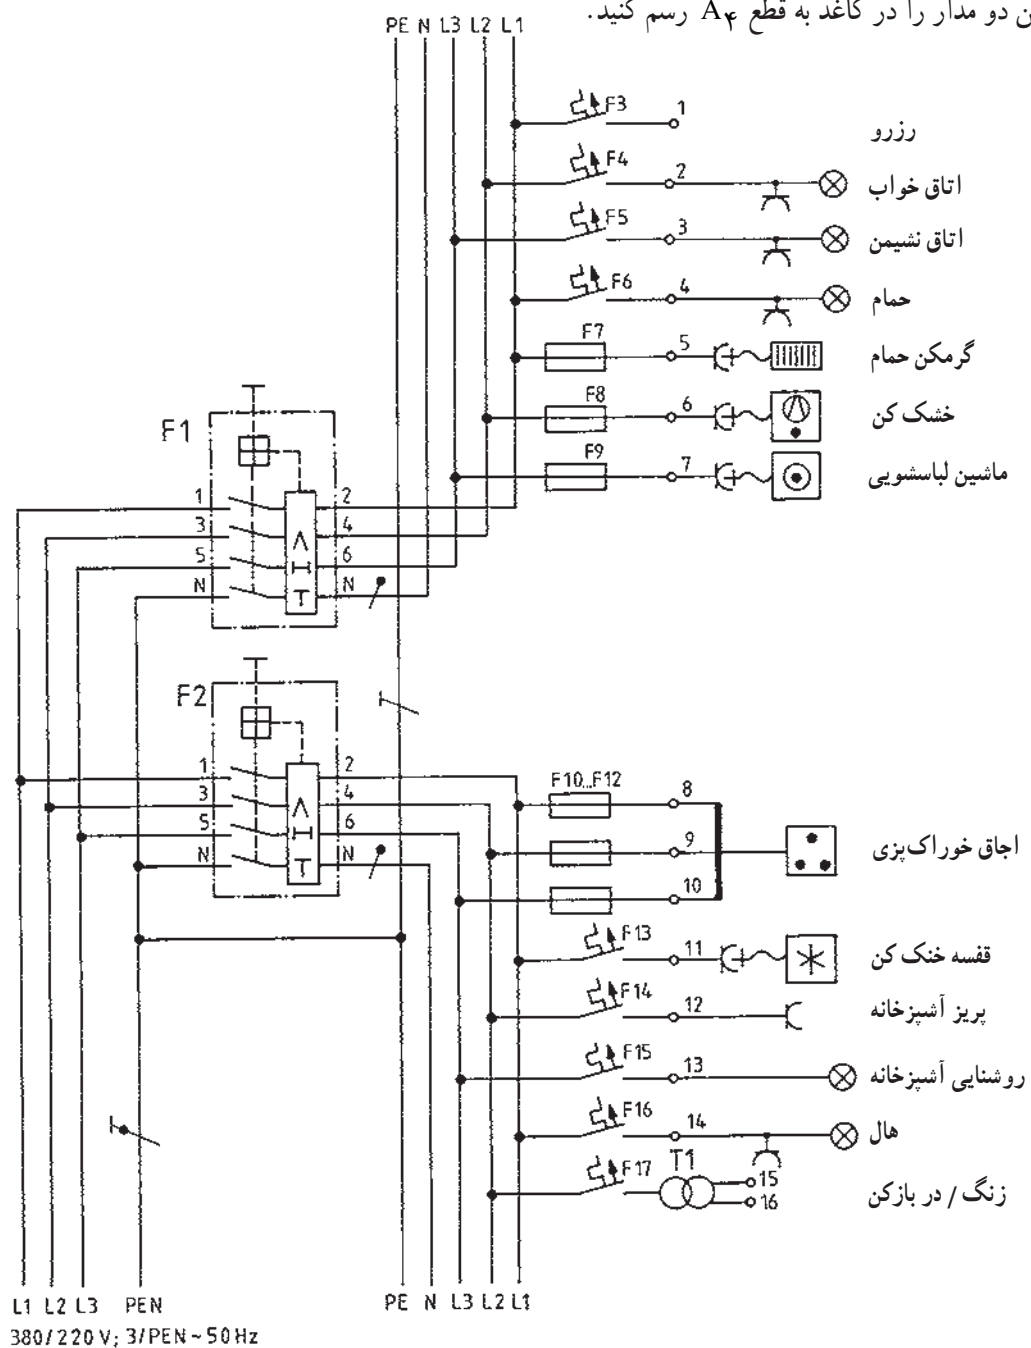 ن دو مدار را در کاغد به قطع A۴ رسم کنید.
PE N L3 L2 L1
F3 1 رزرو
F4 2 اتاق خواب
F5 3 اتاق نشیمن
F6 4 حمام
F7 5 گرمکن حمام
F8 6 خشک کن
F9 7 ماشین لباسشویی
F1
1 2
3 4
5 6
N N
F2
1 2
3 4
5 6
N N
F10...F12 8
9 اجاق خوراک‌پزی
10
F13 11 قفسه خنک کن
F14 12 پریز آشپزخانه
F15 13 روشنایی آشپزخانه
F16 14 هال
F17 T1 15 زنگ / در بازکن
16
L1 L2 L3 PEN PE N L3 L2 L1
380/220 V; 3/PEN ~ 50 Hz